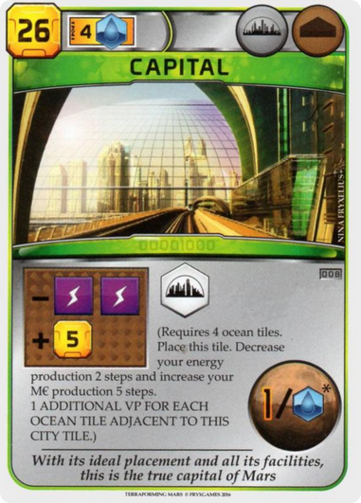 26
4
CAPITAL
NINA FRYXELIUS
00001000
008
5
(Requires 4 ocean tiles.
Place this tile. Decrease
your energy
production 2 steps and increase your
M€ production 5 steps.
1 ADDITIONAL VP FOR EACH
OCEAN TILE ADJACENT TO THIS
CITY TILE.)
1/ *
With its ideal placement and all its facilities,
this is the true capital of Mars
TERRAFORMING MARS © FRYXGAMES 2016